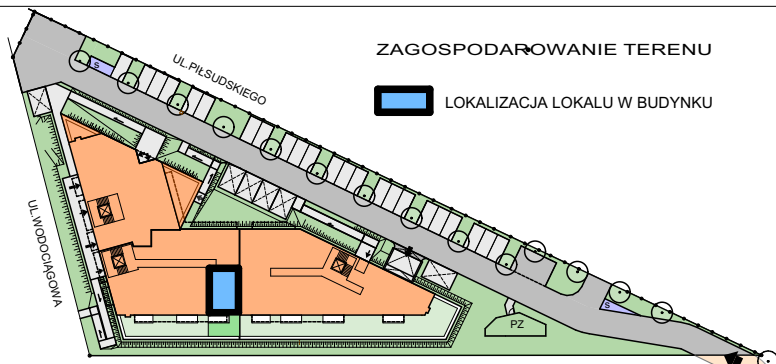 ZAGOSPODAROWANIE TERENU
UL.PIŁSUDSKIEGO
S
LOKALIZACJA LOKALU W BUDYNKU
UL.WODOCIĄGOWA
S
PZ